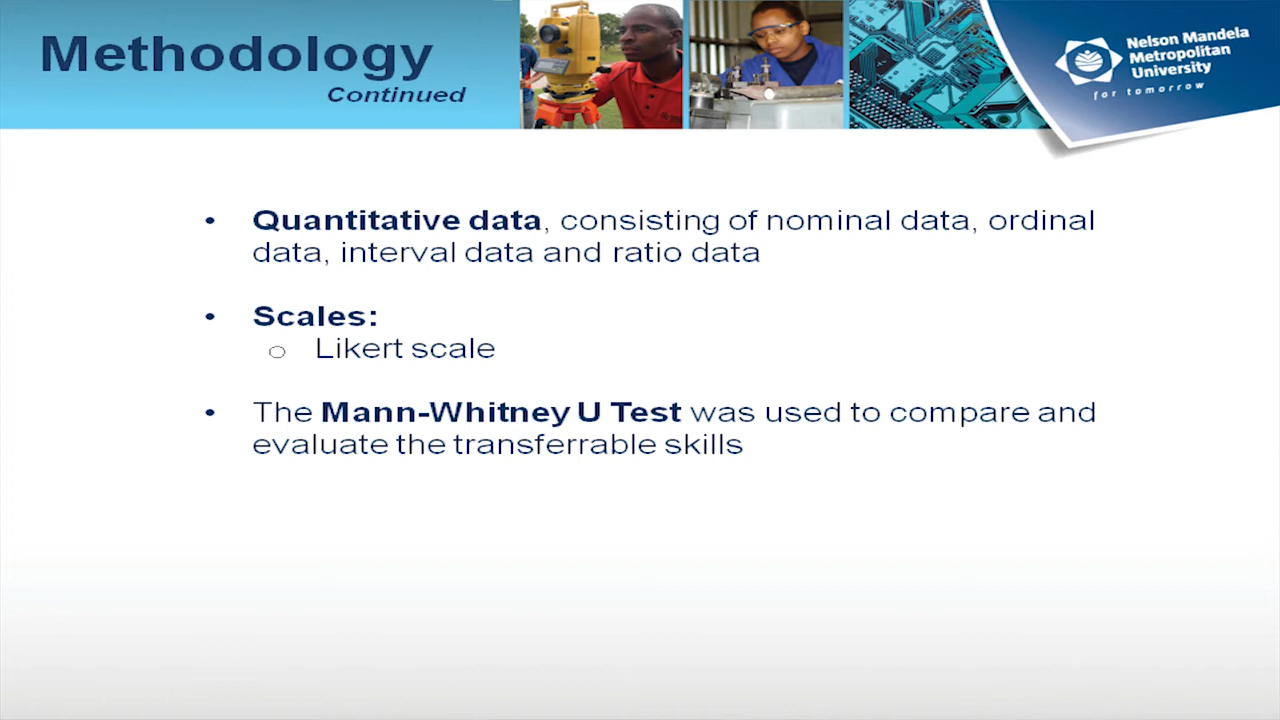 Methodology
Continued
Nelson Mandela
Metropolitan
University
for tomorrow
• Quantitative data, consisting of nominal data, ordinal
data, interval data and ratio data
• Scales:
o Likert scale
• The Mann-Whitney U Test was used to compare and
evaluate the transferrable skills